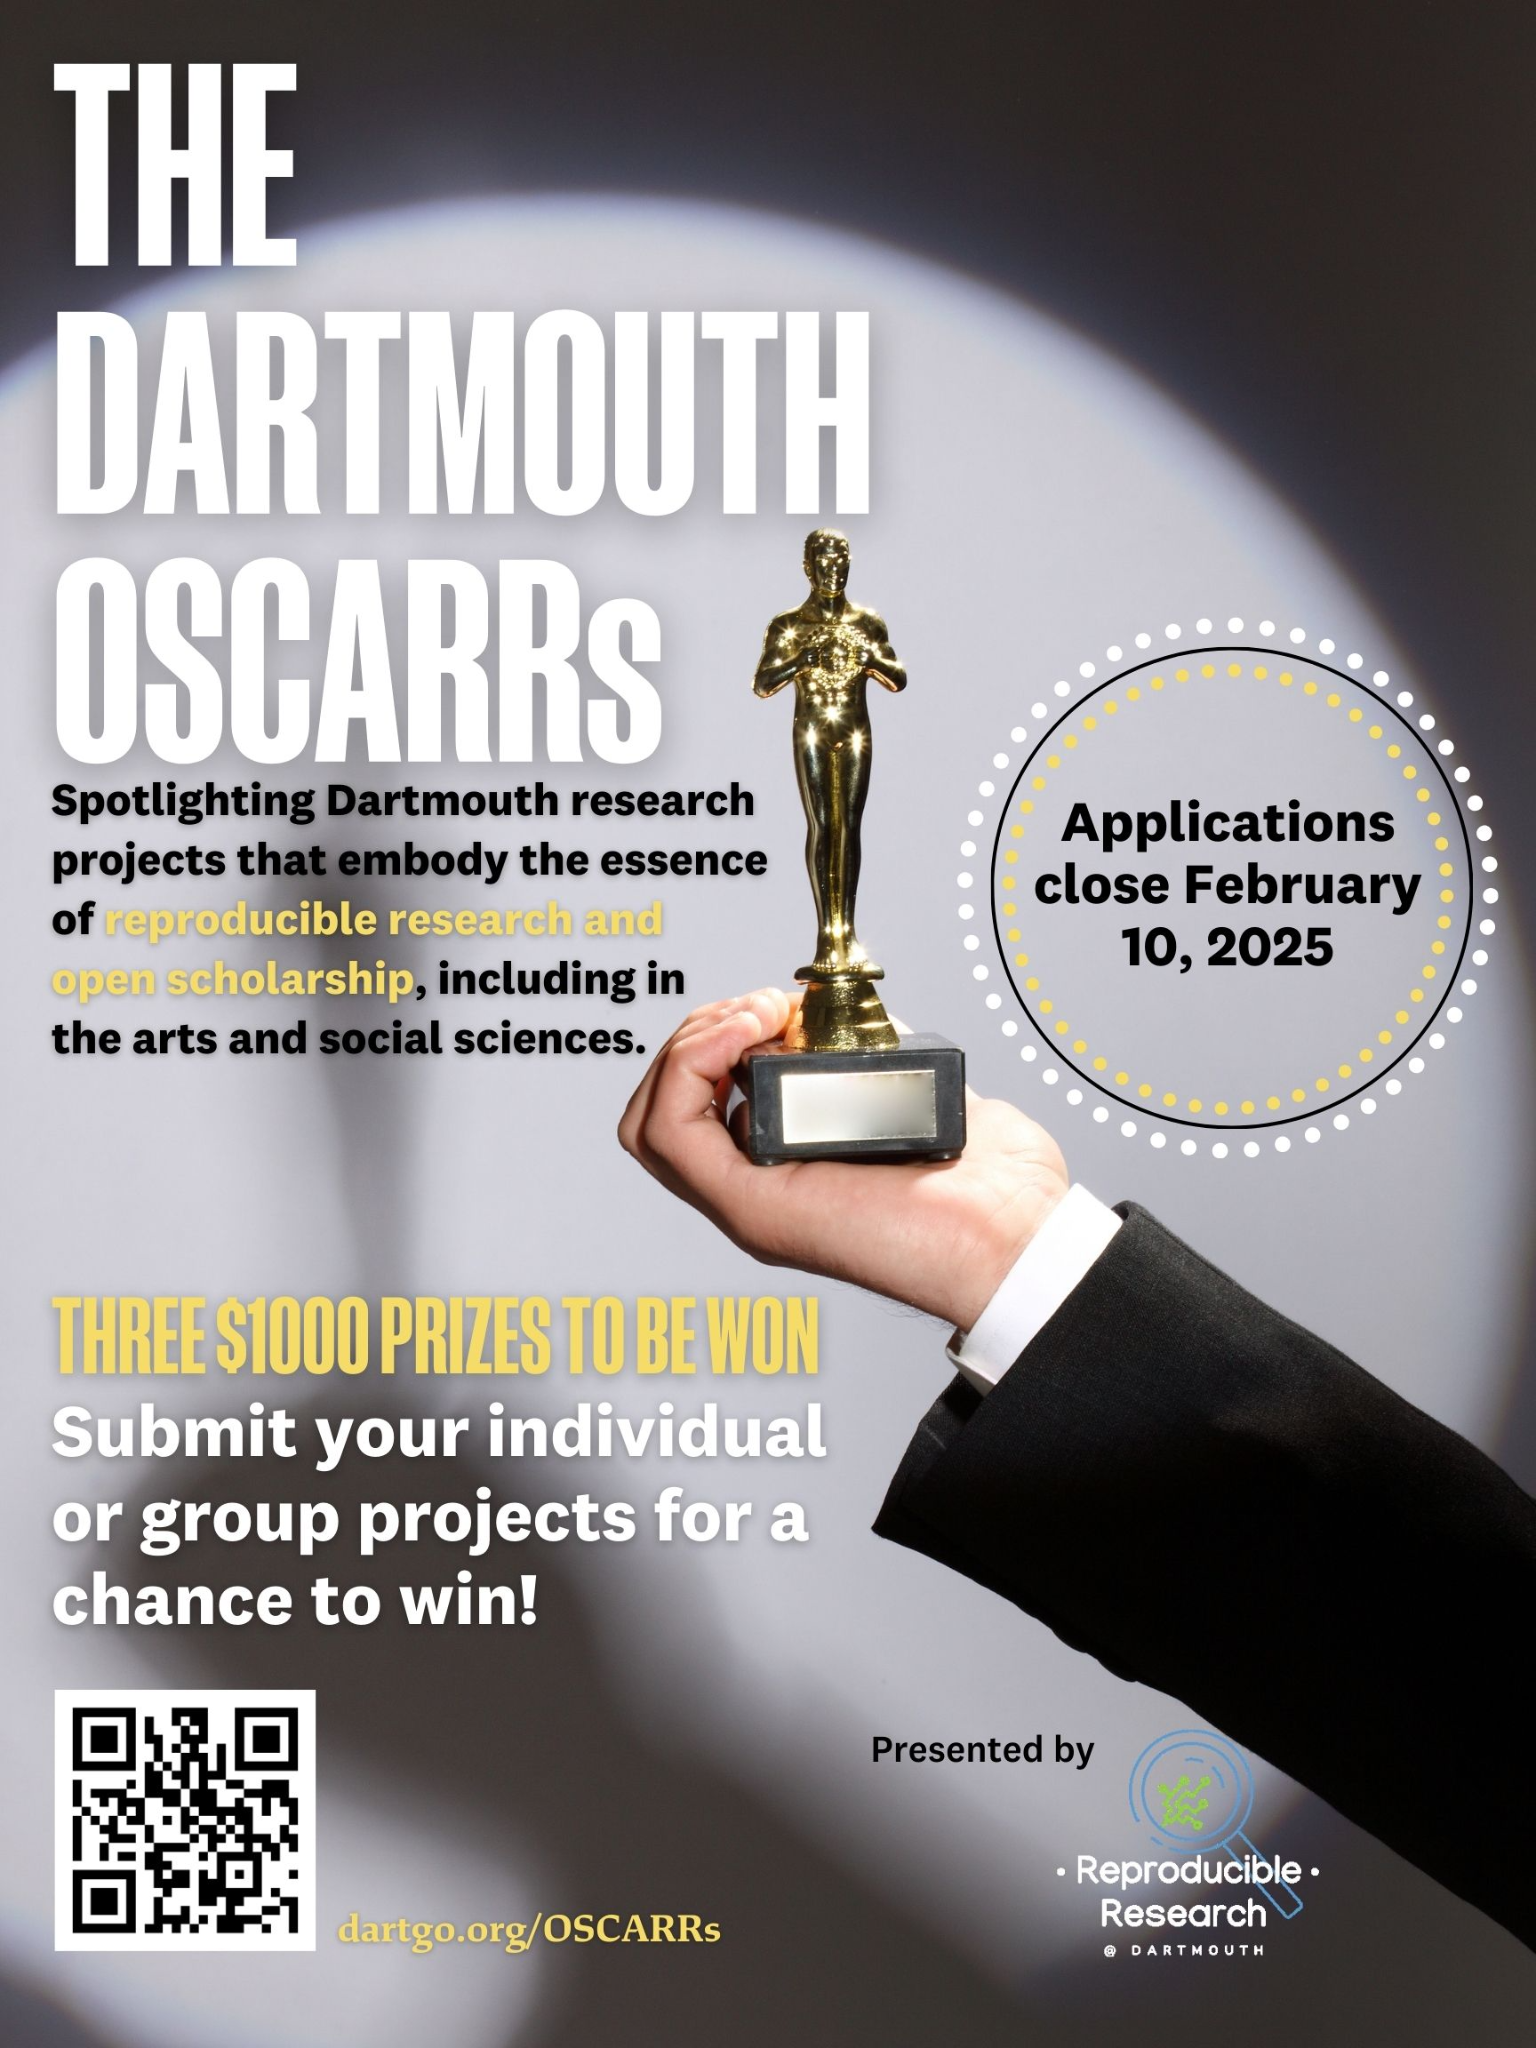 THE
DARTMOUTH
OSCARRs
Spotlighting Dartmouth research
projects that embody the essence
of reproducible research and
open scholarship, including in
the arts and social sciences.
Applications
close February
10, 2025
THREE $1000 PRIZES TO BE WON
Submit your individual
or group projects for a
chance to win!
dartgo.org/OSCARRs
Presented by
• Reproducible •
Research
@ DARTMOUTH